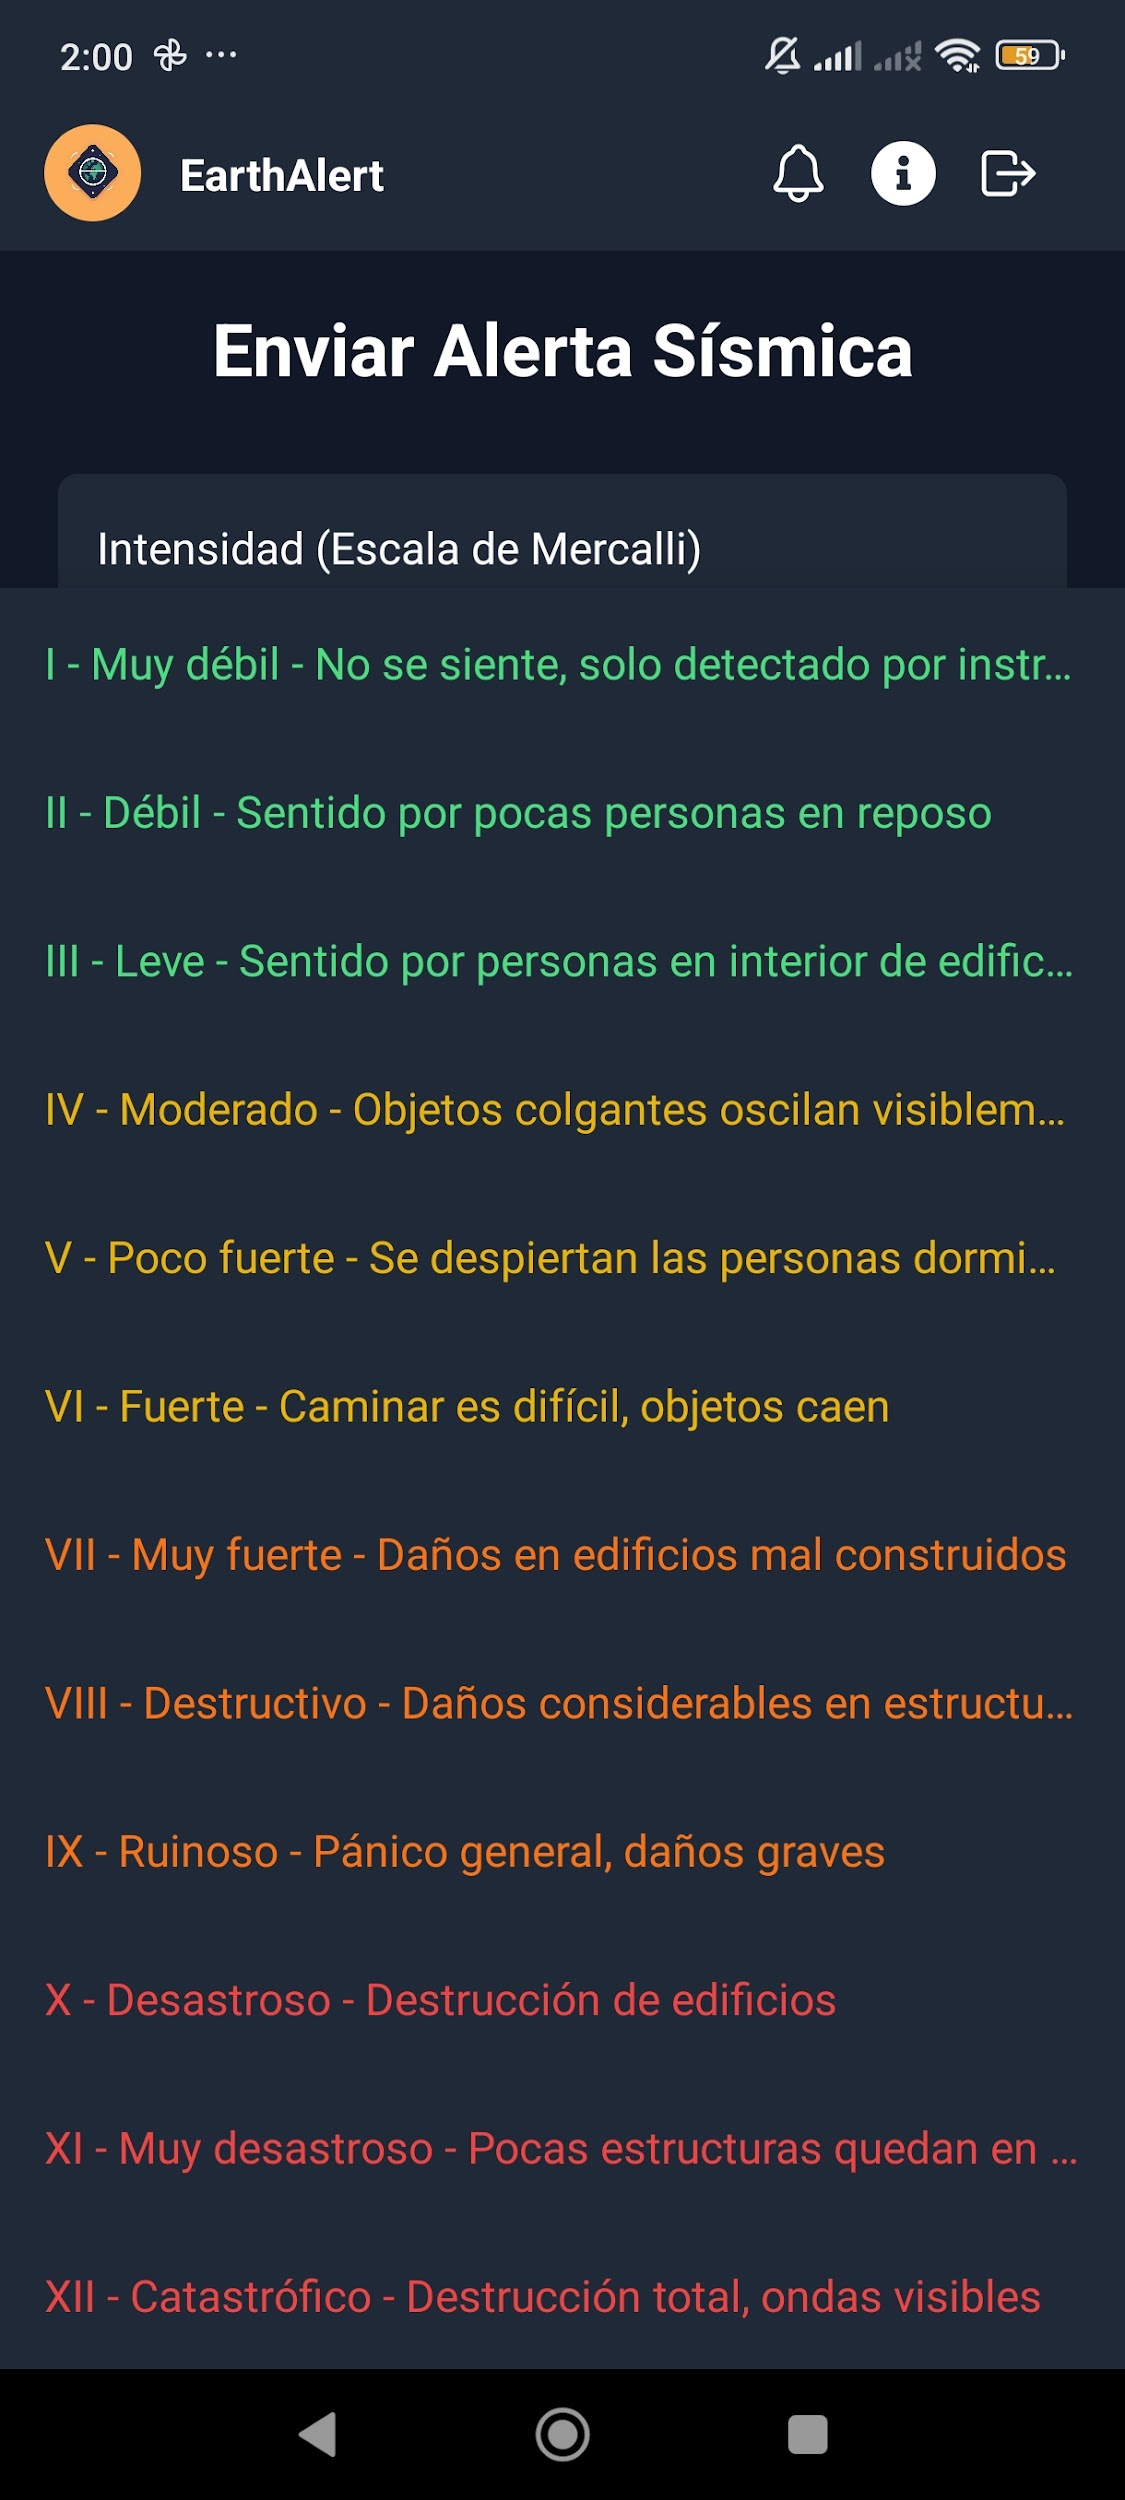 2:00 ...
59
EarthAlert
Enviar Alerta Sísmica
Intensidad (Escala de Mercalli)
I - Muy débil - No se siente, solo detectado por instr...
II - Débil - Sentido por pocas personas en reposo
III - Leve - Sentido por personas en interior de edific...
IV - Moderado - Objetos colgantes oscilan visiblem...
V - Poco fuerte - Se despiertan las personas dormi...
VI - Fuerte - Caminar es difícil, objetos caen
VII - Muy fuerte - Daños en edificios mal construidos
VIII - Destructivo - Daños considerables en estructu...
IX - Ruinoso - Pánico general, daños graves
X - Desastroso - Destrucción de edificios
XI - Muy desastroso - Pocas estructuras quedan en ...
XII - Catastrófico - Destrucción total, ondas visibles